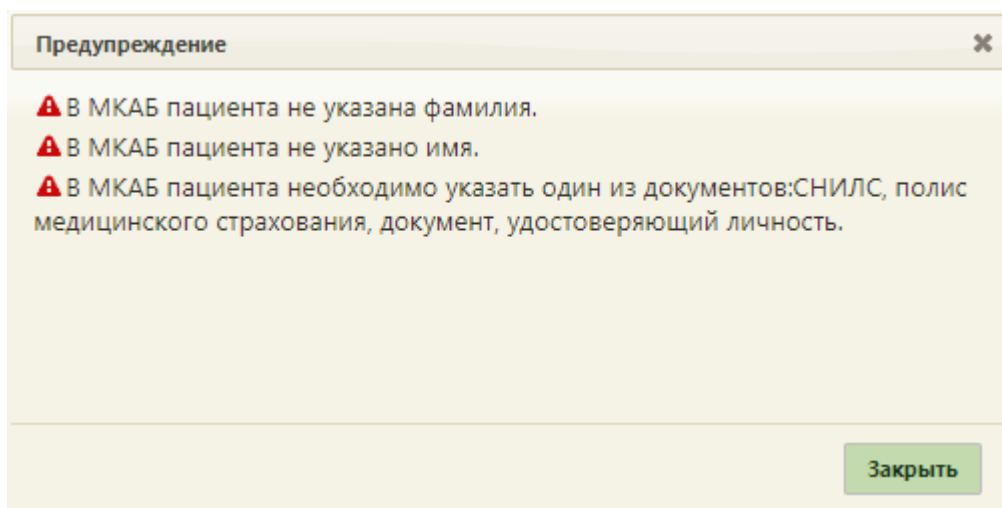 Предупреждение
В МКАБ пациента не указана фамилия.
В МКАБ пациента не указано имя.
В МКАБ пациента необходимо указать один из документов:СНИЛС, полис
медицинского страхования, документ, удостоверяющий личность.
Закрыть